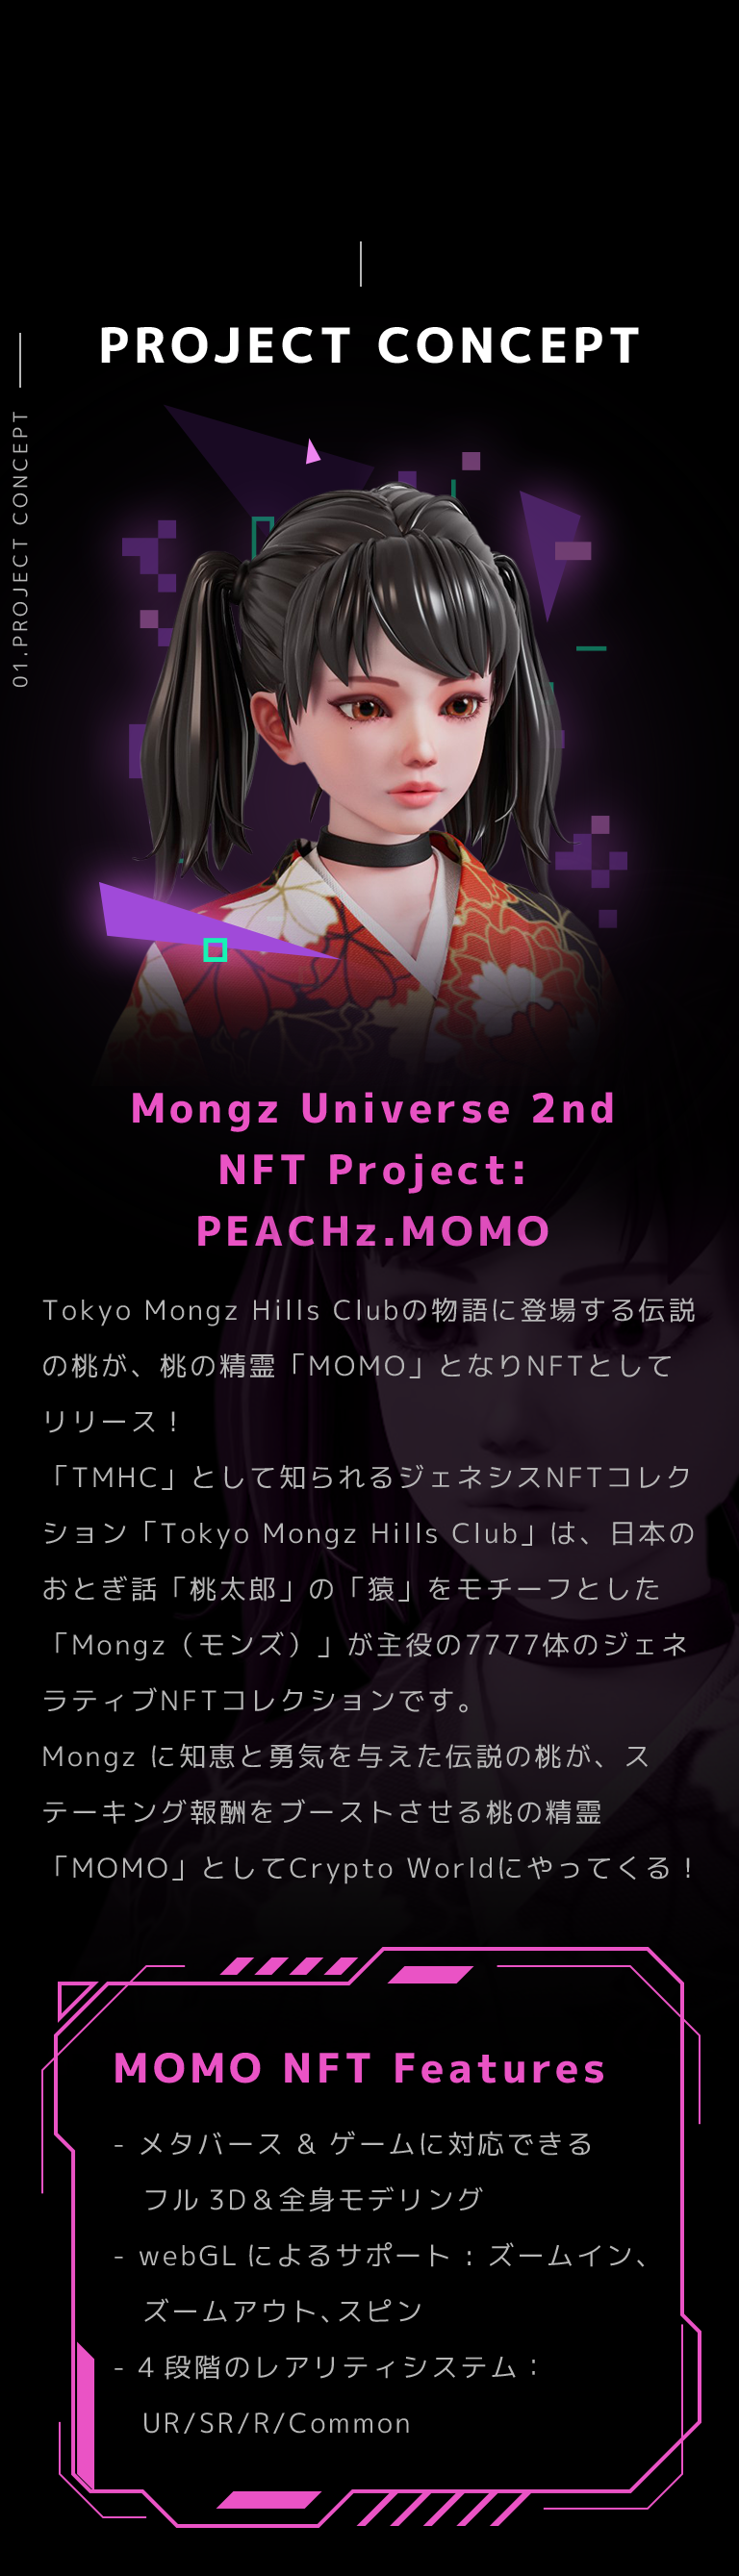 PROJECT CONCEPT
01.PROJECT CONCEPT
Mongz Universe 2nd
NFT Project:
PEACHz.MOMO
Tokyo Mongz Hills Clubの物語に登場する伝説
の桃が、桃の精霊「MOMO」となりNFTとして
リリース！
「TMHC」として知られるジェネシスNFTコレク
ション「Tokyo Mongz Hills Club」は、日本の
おとぎ話「桃太郎」の「猿」をモチーフとした
「Mongz（モンズ）」が主役の7777体のジェネ
ラティブNFTコレクションです。
Mongz に知恵と勇気を与えた伝説の桃が、ス
テーキング報酬をブーストさせる桃の精霊
「MOMO」としてCrypto Worldにやってくる！
MOMO NFT Features
- メタバース & ゲームに対応できる
フル 3D＆全身モデリング
- webGL によるサポート : ズームイン、
ズームアウト、スピン
- 4 段階のレアリティシステム：
UR/SR/R/Common